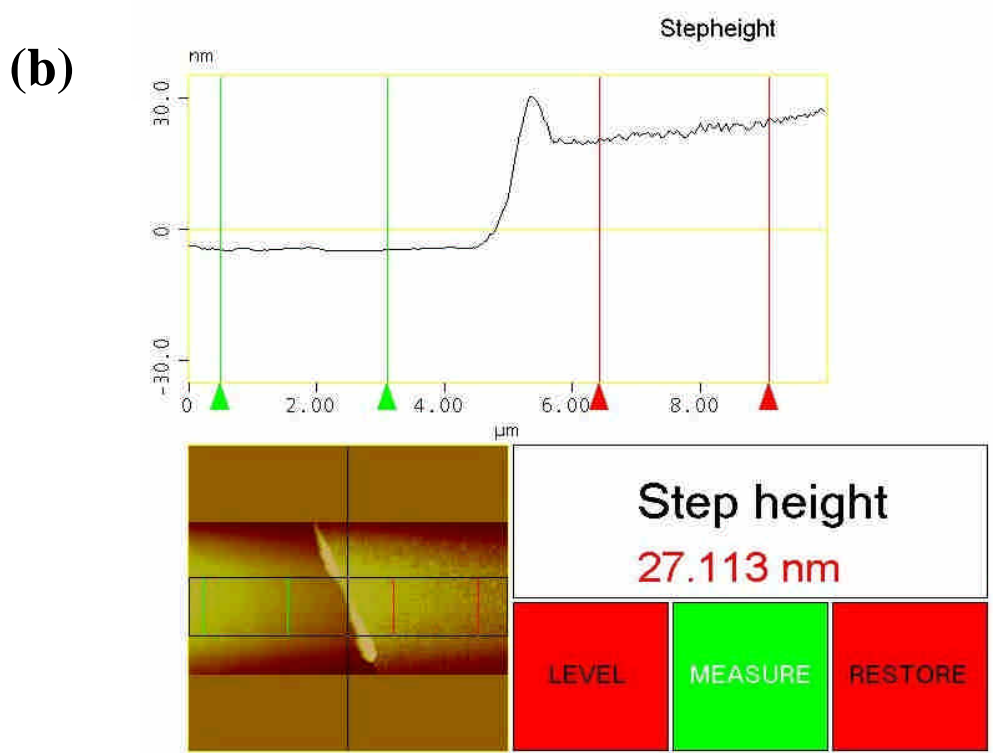 Stepheight
(b)
nm
30.0
0
-30.0
0 2.00 4.00 6.00 8.00
µm
Step height
27.113 nm
LEVEL MEASURE RESTORE